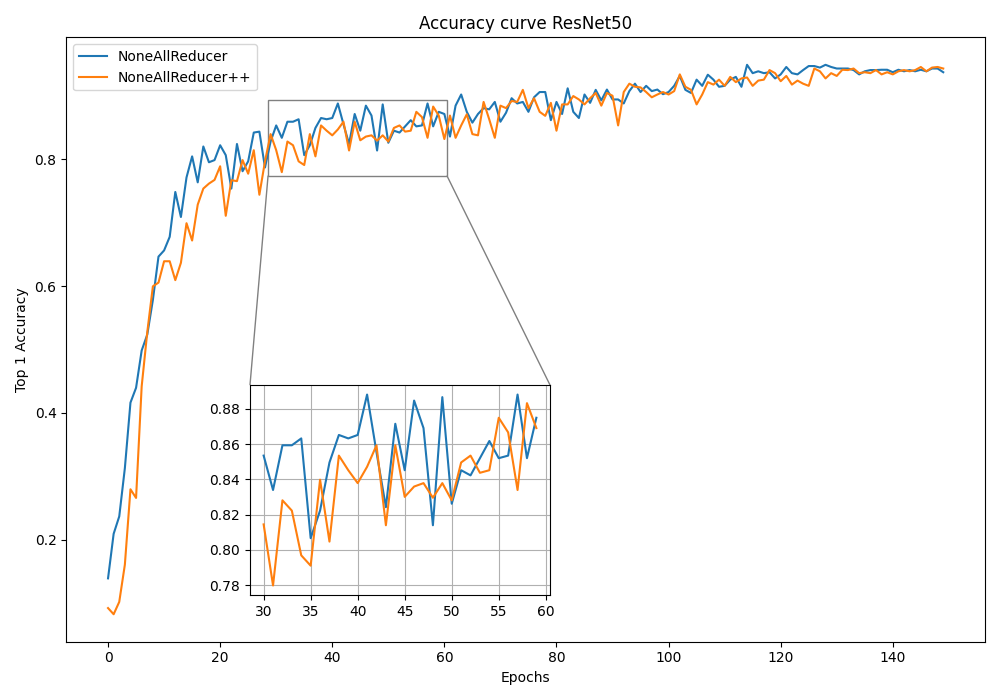 Accuracy curve ResNet50
NoneAllReducer
NoneAllReducer++
Top 1 Accuracy
0.8
0.6
0.4
0.2
0.88
0.86
0.84
0.82
0.80
0.78
30 35 40 45 50 55 60
0 20 40 60 80 100 120 140
Epochs